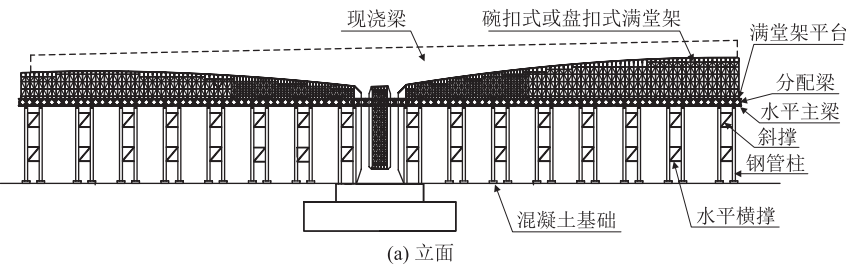 现浇梁
碗扣式或盘扣式满堂架
满堂架平台
分配梁
水平主梁
斜撑
钢管柱
水平横撑
混凝土基础
(a) 立面